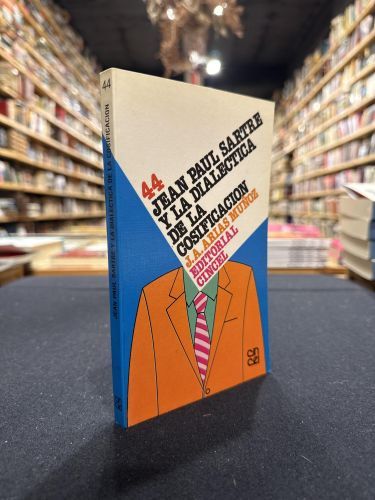 44
JEAN PAUL SARTRE Y LA DIALECTICA DE LA COSIFICACION
44
JEAN PAUL SARTRE
Y LA DIALECTICA
DE LA
COSIFICACION
J.A. ARIAS MUÑOZ
EDITORIAL
CINCEL